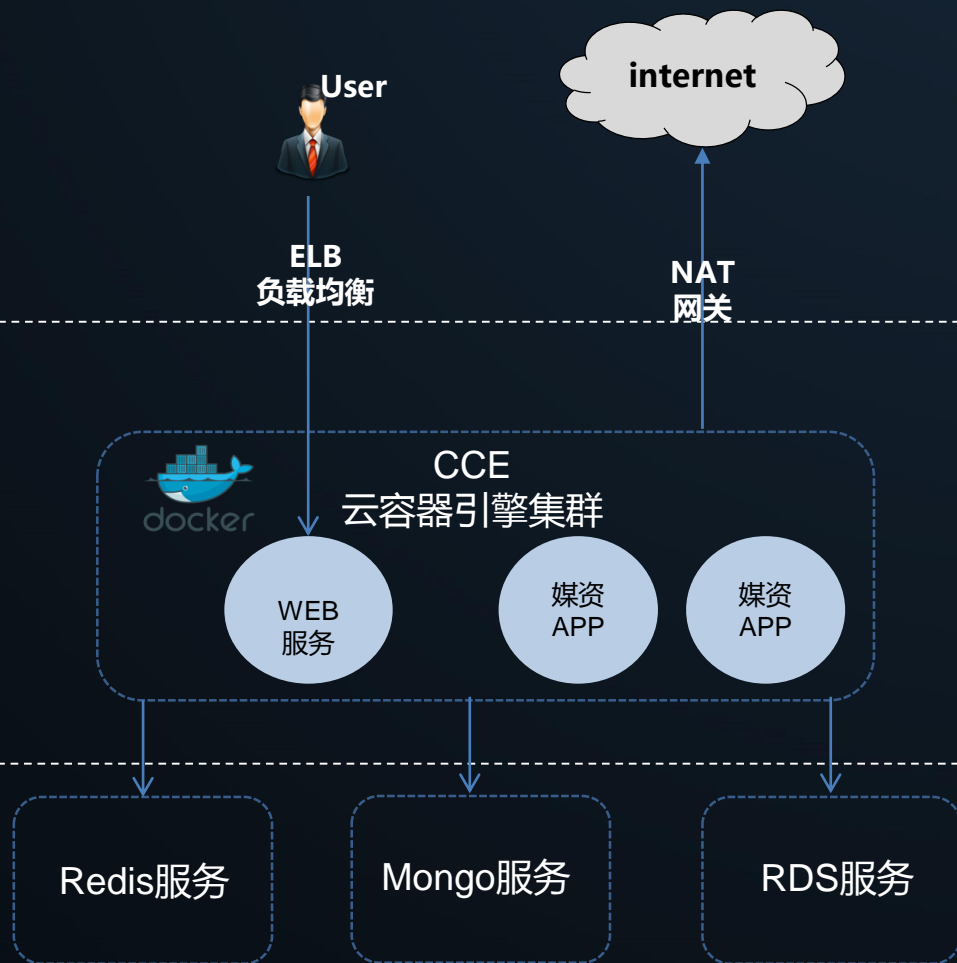 User
internet
ELB
负载均衡
NAT
网关
CCE
云容器引擎集群
docker
WEB
服务
媒资
APP
媒资
APP
Redis服务
Mongo服务
RDS服务